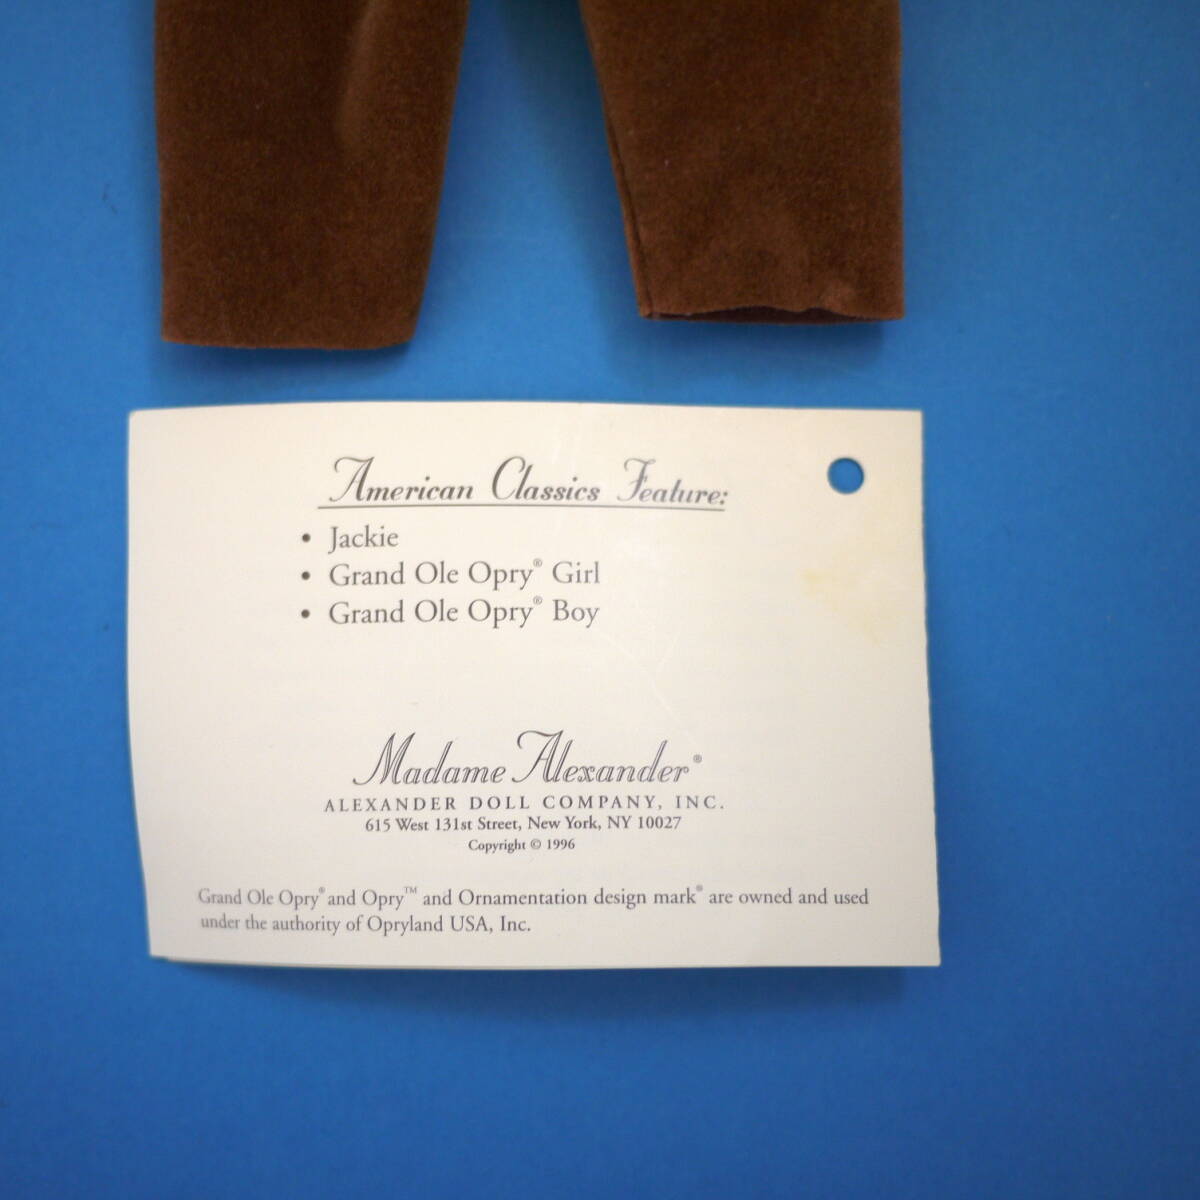 American Classics Feature:
• Jackie
• Grand Ole Opry® Girl
• Grand Ole Opry® Boy
Madame Alexander®
ALEXANDER DOLL COMPANY, INC.
615 West 131st Street, New York, NY 10027
Copyright © 1996
Grand Ole Opry® and Opry™ and Ornamentation design mark® are owned and used
under the authority of Opryland USA, Inc.